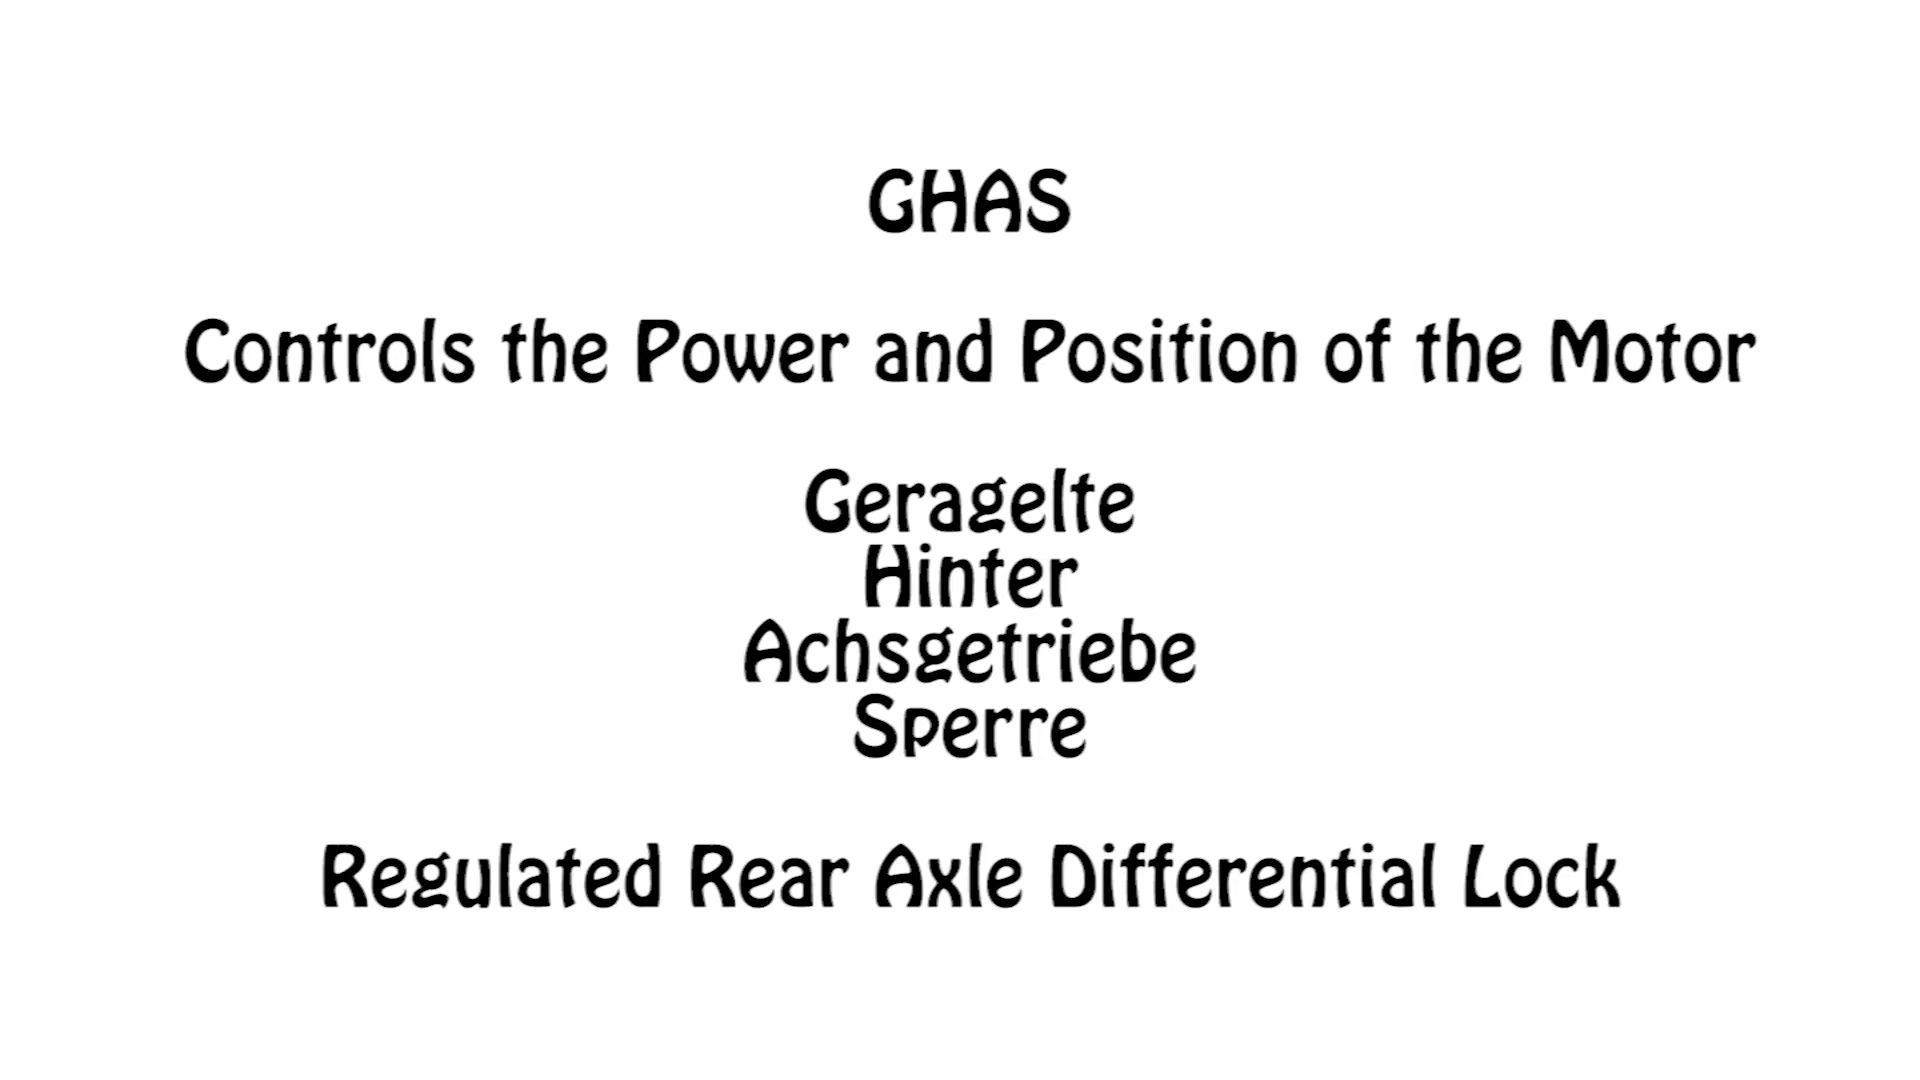 GHAS
Controls the Power and Position of the Motor
Geragelte
Hinter
Achsgetriebe
Sperre
Regulated Rear Axle Differential Lock